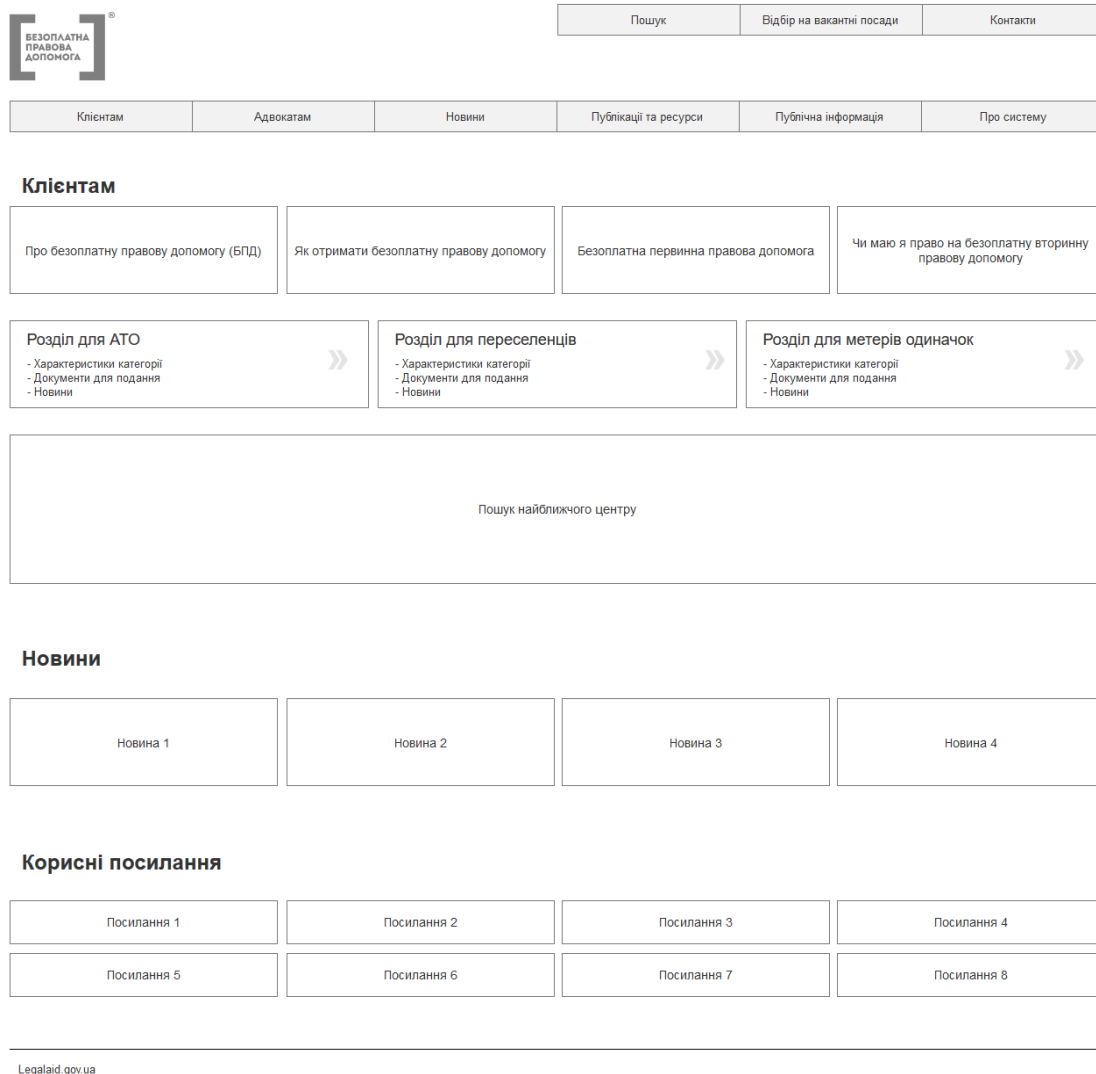 БЕЗОПЛАТНА
ПРАВОВА
ДОПОМОГА
®
Пошук
Відбір на вакантні посади
Контакти
Клієнтам
Адвокатам
Новини
Публікації та ресурси
Публічна інформація
Про систему
Клієнтам
Про безоплатну правову допомогу (БПД)
Як отримати безоплатну правову допомогу
Безоплатна первинна правова допомога
Чи маю я право на безоплатну вторинну
правову допомогу
Розділ для АТО
- Характеристики категорії
- Документи для подання
- Новини
»
Розділ для переселенців
- Характеристики категорії
- Документи для подання
- Новини
»
Розділ для метерів одиначок
- Характеристики категорії
- Документи для подання
- Новини
»
Пошук найближчого центру
Новини
Новина 1
Новина 2
Новина 3
Новина 4
Корисні посилання
Посилання 1
Посилання 2
Посилання 3
Посилання 4
Посилання 5
Посилання 6
Посилання 7
Посилання 8
Legalaid.gov.ua